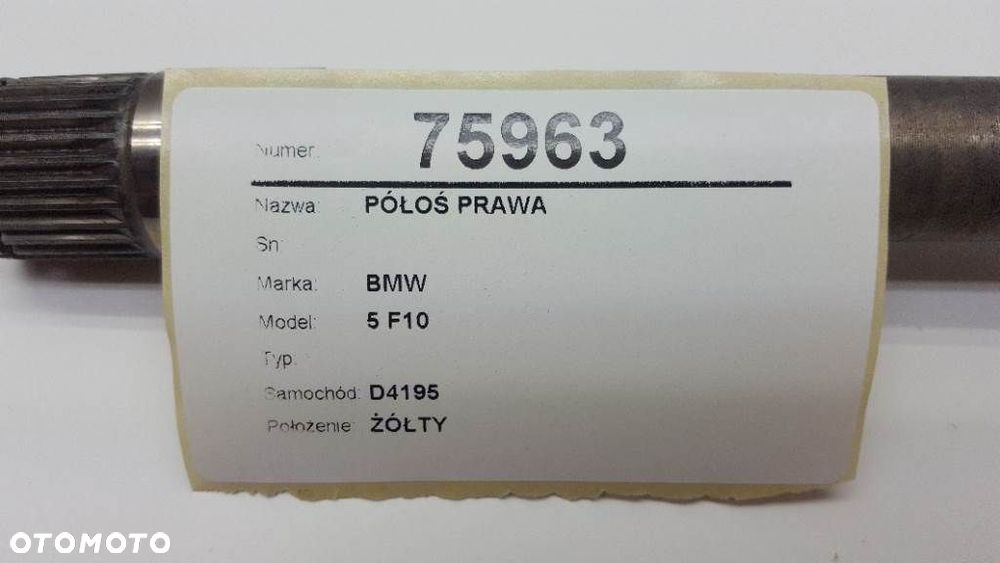 Numer: 75963
Nazwa: PÓŁOŚ PRAWA
Sn:
Marka: BMW
Model: 5 F10
Typ:
Samochód: D4195
Położenie: ŻÓŁTY
OTOMOTO